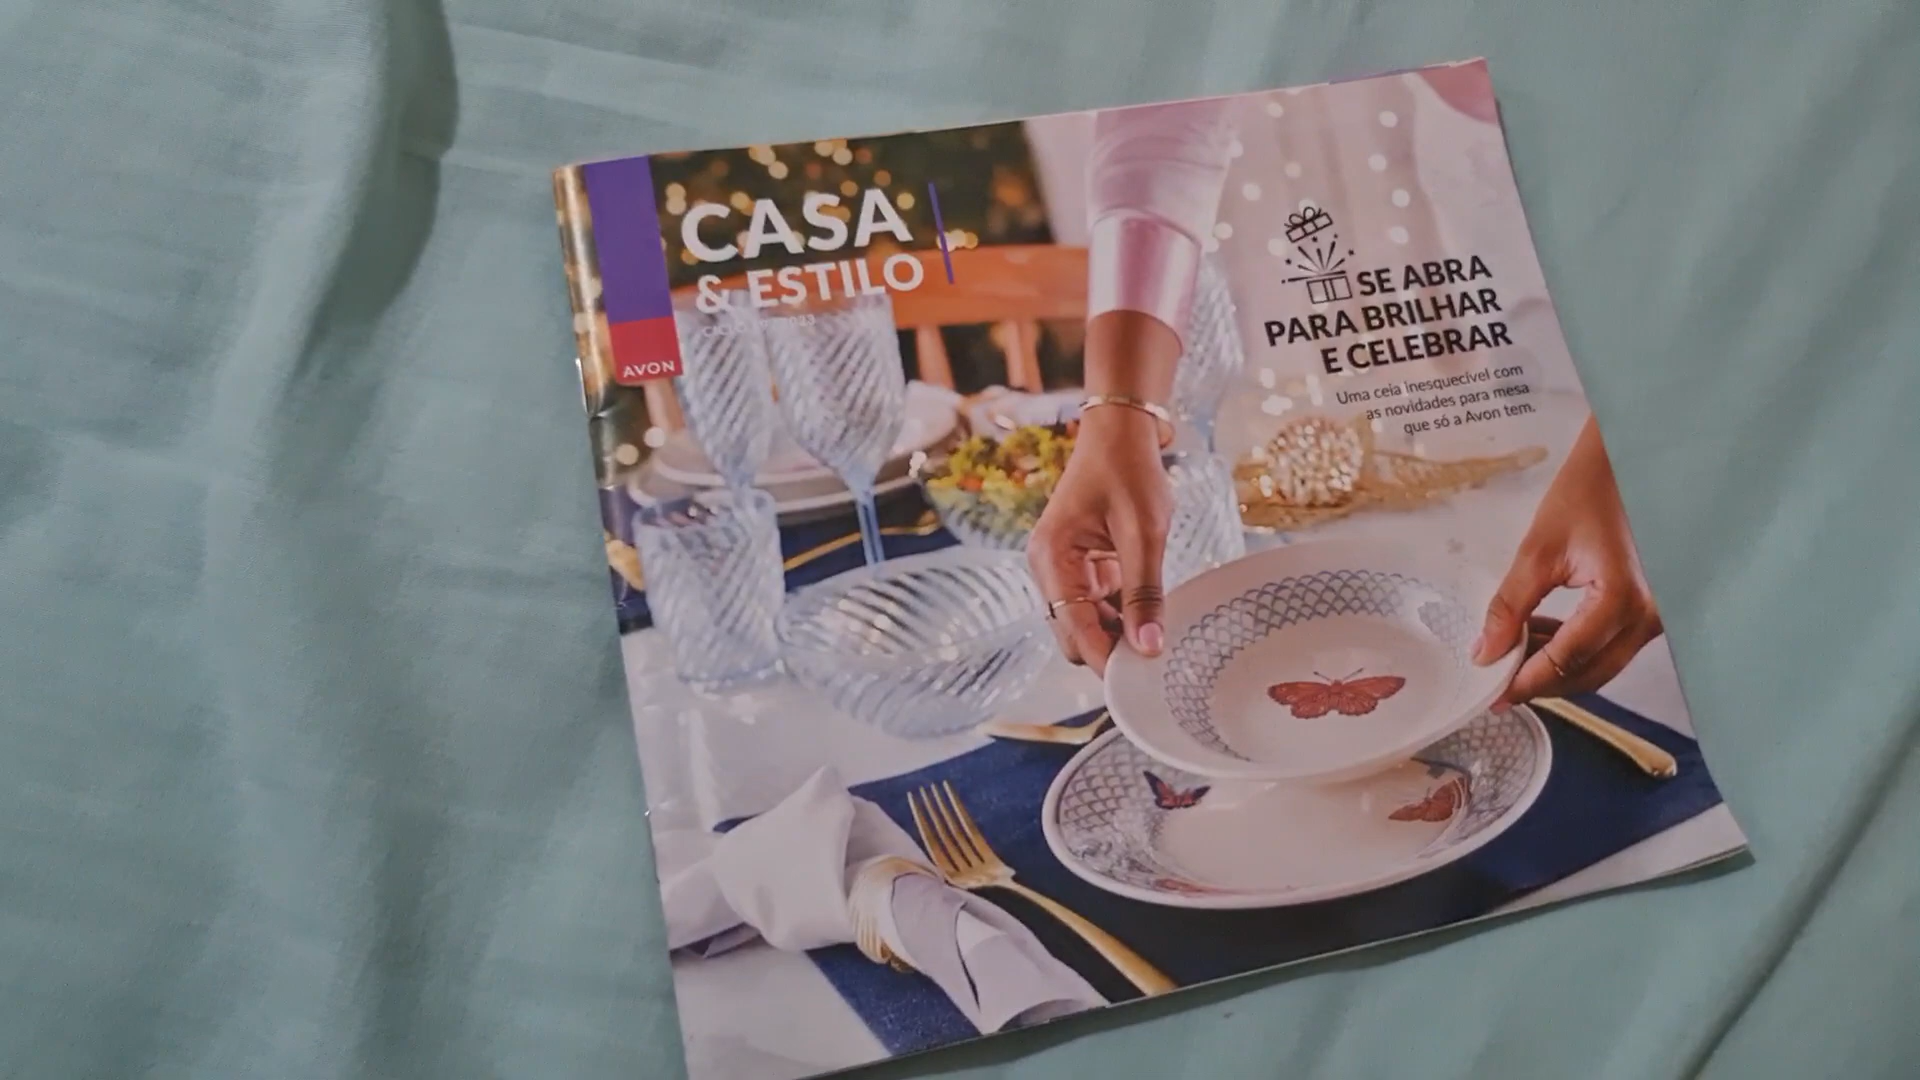 CASA
& ESTILO
AVON
SE ABRA
PARA BRILHAR
E CELEBRAR
Uma ceia inesquecível com
as novidades para mesa
que só a Avon tem.